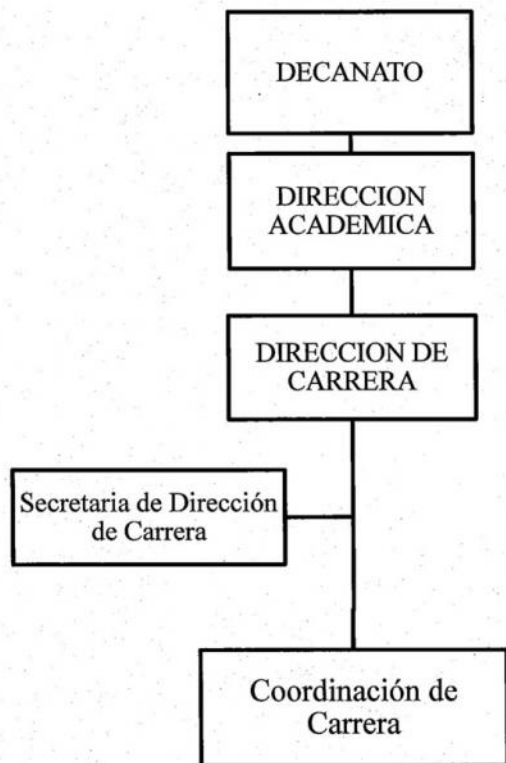 DECANATO
DIRECCION
ACADEMICA
DIRECCION DE
CARRERA
Secretaria de Dirección
de Carrera
Coordinación de
Carrera